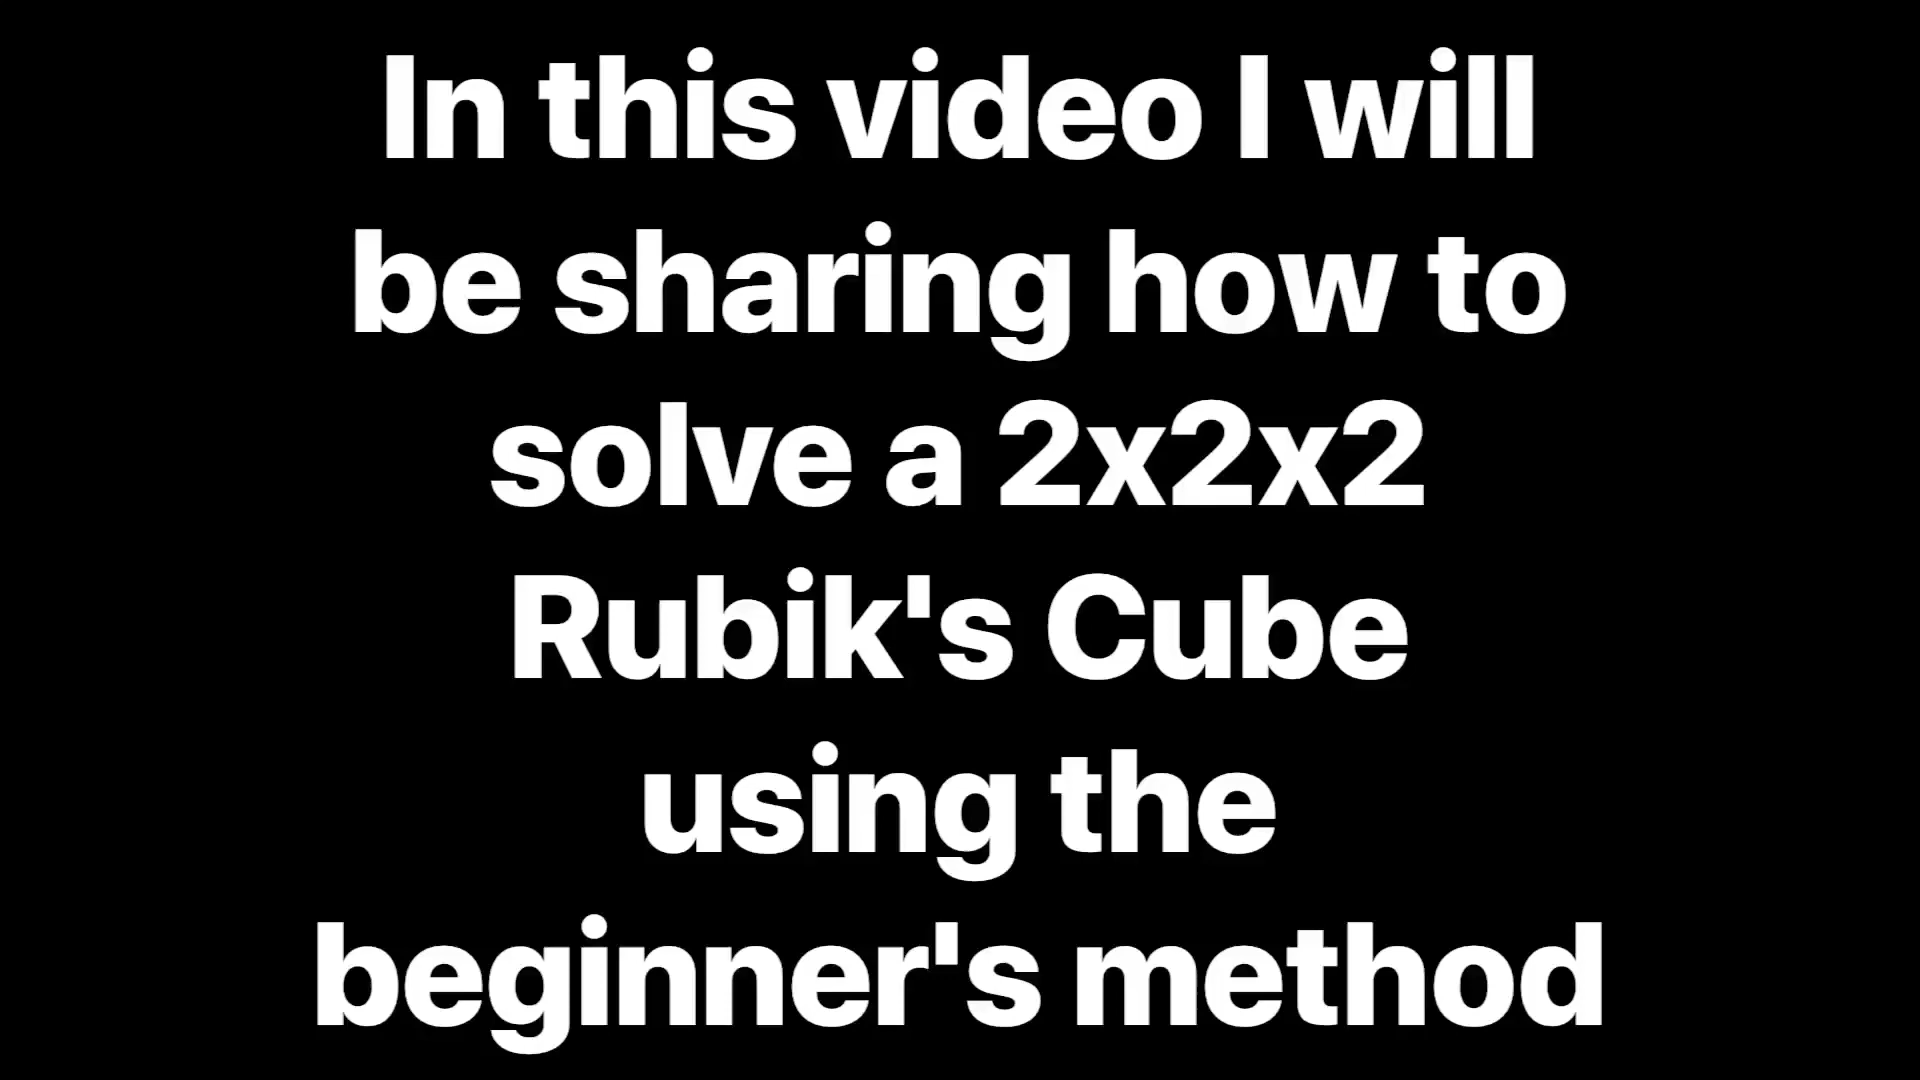 In this video I will
be sharing how to
solve a 2x2x2
Rubik's Cube
using the
beginner's method